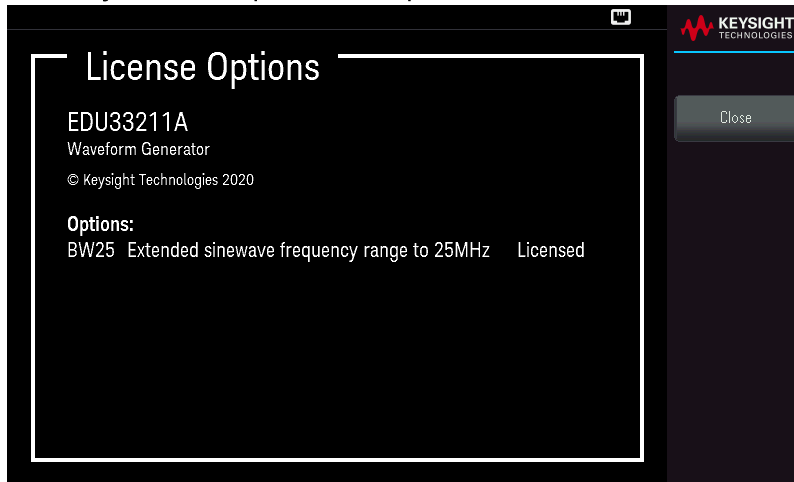 KEYSIGHT
TECHNOLOGIES
License Options
EDU33211A
Waveform Generator
© Keysight Technologies 2020
Options:
BW25 Extended sinewave frequency range to 25MHz Licensed
Close